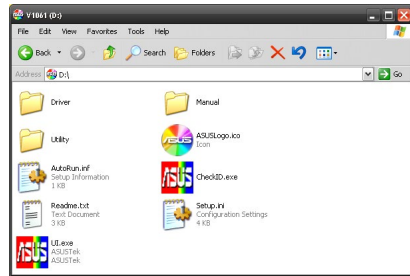 V1061 (D:)
File Edit View Favorites Tools Help
Back Search Folders
Address D:\ Go
Driver Manual
Utility ASUSLogo.ico
Icon
AutoRun.inf CheckID.exe
Setup Information
1 KB
Readme.txt Setup.ini
Text Document Configuration Settings
3 KB 4 KB
UI.exe
ASUSTek
ASUSTek